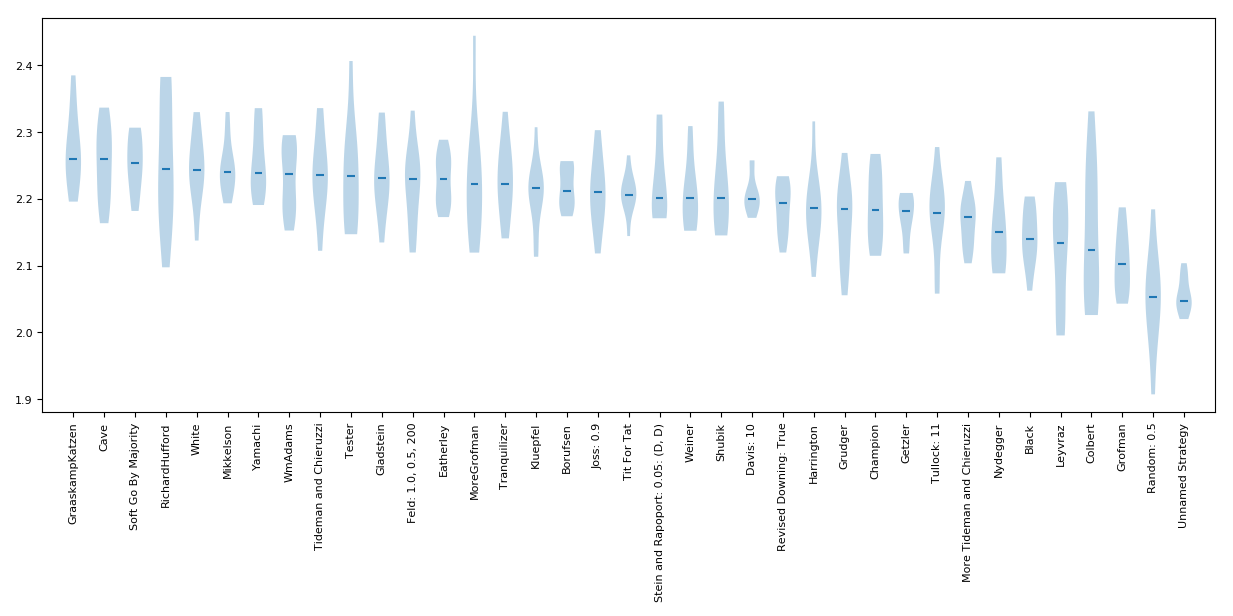 2.4
2.3
2.2
2.1
2.0
1.9
GraaskampKatzen
Cave
Soft Go By Majority
RichardHufford
White
Mikkelson
Yamachi
WmAdams
Tideman and Chieruzzi
Tester
Gladstein
Feld: 1.0, 0.5, 200
Eatherley
MoreGrofman
Tranquilizer
Kluepfel
Borufsen
Joss: 0.9
Tit For Tat
Stein and Rapoport: 0.05: (D, D)
Weiner
Shubik
Davis: 10
Revised Downing: True
Harrington
Grudger
Champion
Getzler
Tullock: 11
More Tideman and Chieruzzi
Nydegger
Black
Leyvraz
Colbert
Grofman
Random: 0.5
Unnamed Strategy